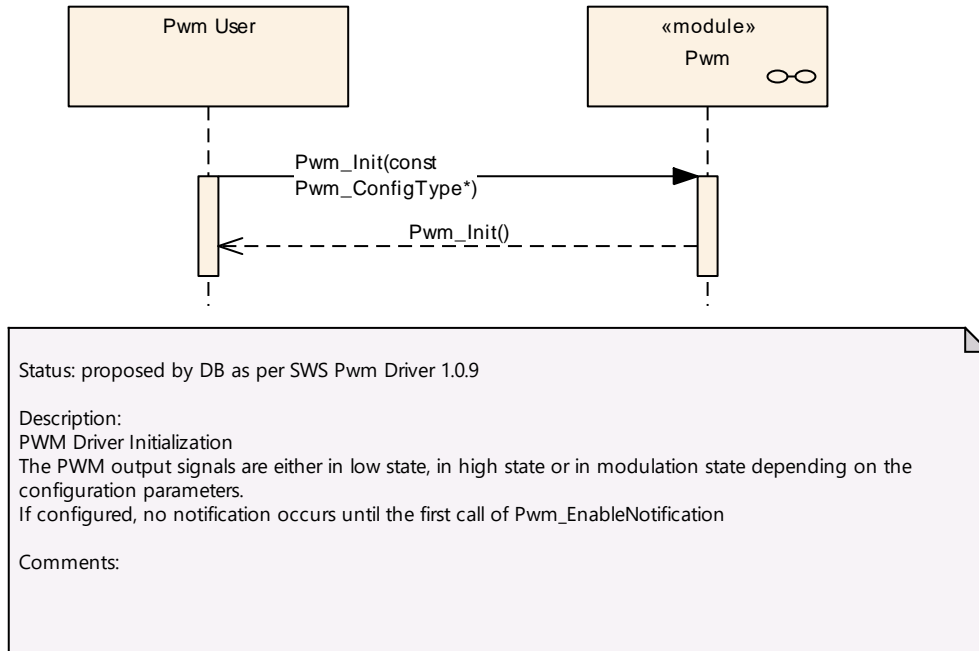 Pwm User
«module»
Pwm
Pwm_Init(const
Pwm_ConfigType*)
Pwm_Init()
Status: proposed by DB as per SWS Pwm Driver 1.0.9
Description:
PWM Driver Initialization
The PWM output signals are either in low state, in high state or in modulation state depending on the
configuration parameters.
If configured, no notification occurs until the first call of Pwm_EnableNotification
Comments: